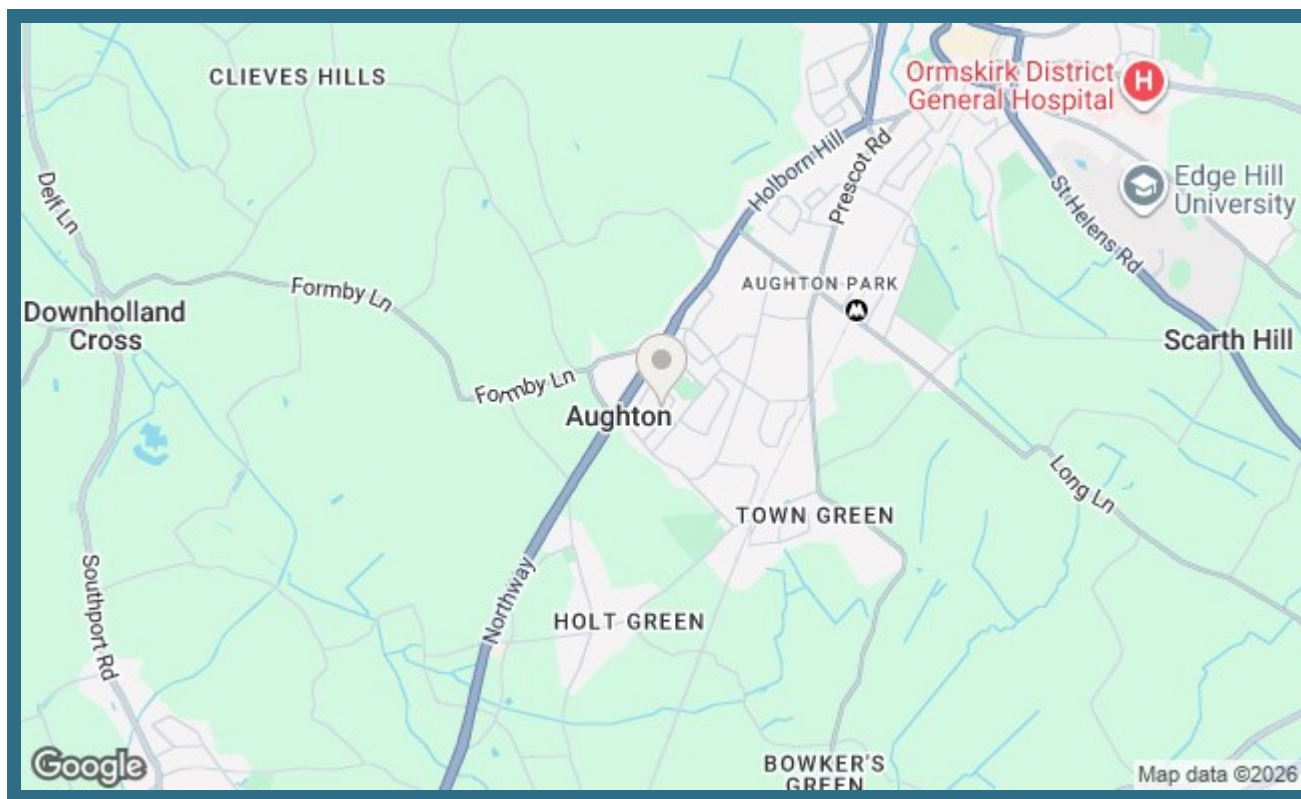 CLIEVES HILLS
Ormskirk District
General Hospital
H
Holborn Hill
Prescot Rd
Edge Hill
University
St Helens Rd
Delf Ln
AUGHTON PARK
Formby Ln
Downholland
Cross
Scarth Hill
Formby Ln
Aughton
Long Ln
TOWN GREEN
Northway
Southport Rd
HOLT GREEN
BOWKER'S
GREEN
Google
Map data ©2026